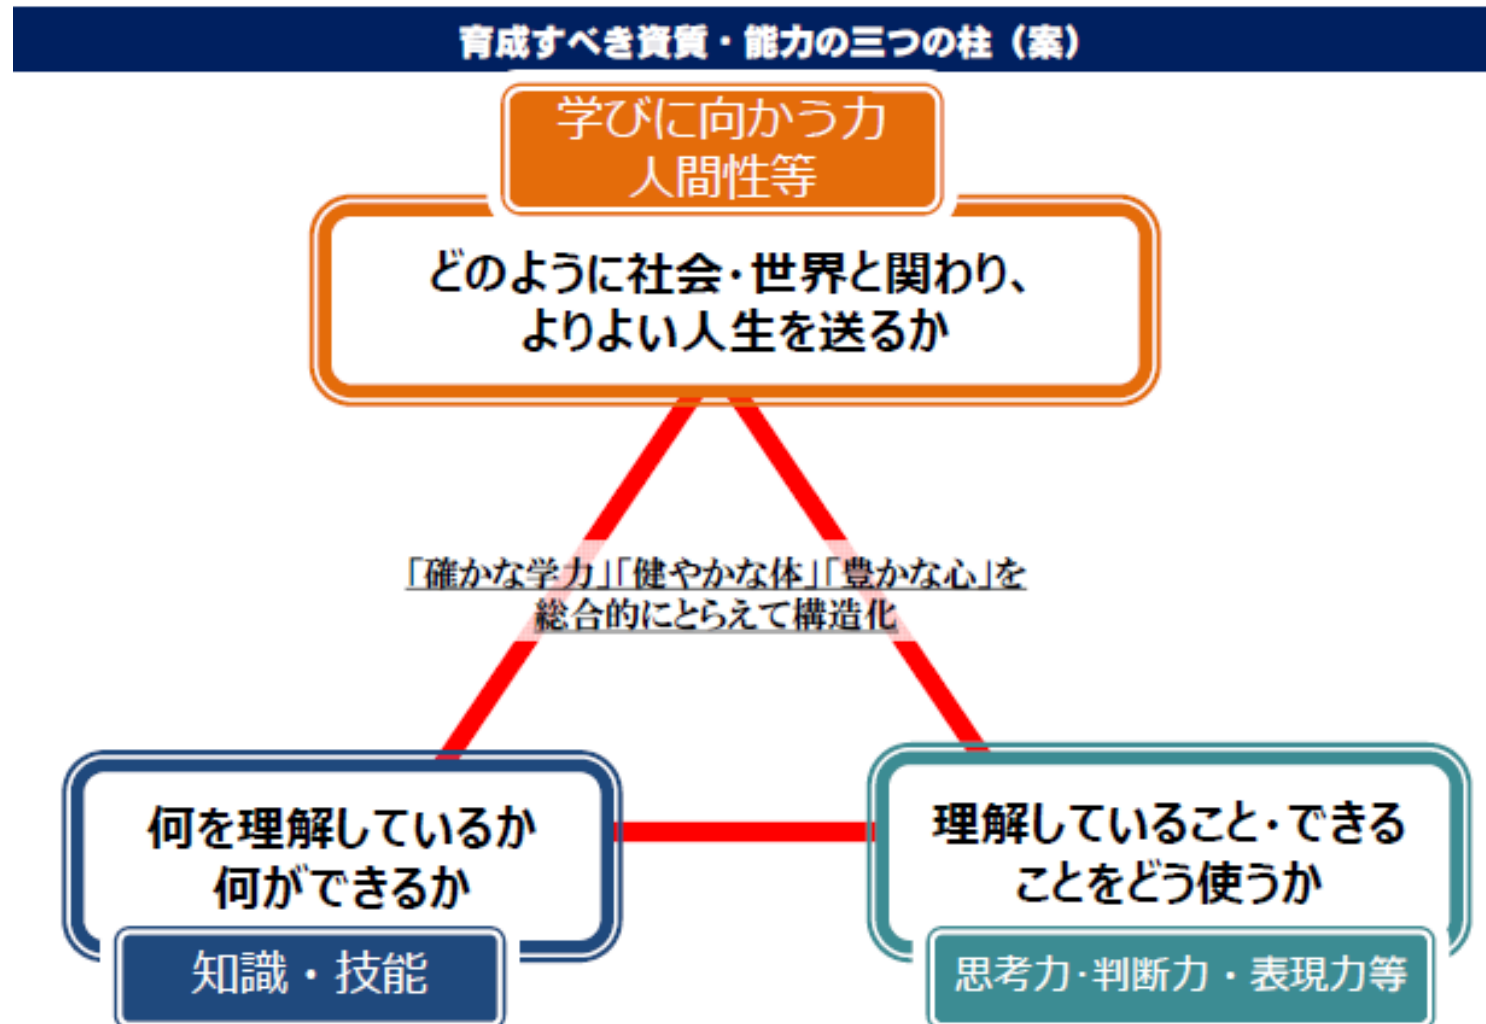 育成すべき資質・能力の三つの柱（案）
学びに向かう力
人間性等
どのように社会・世界と関わり、
よりよい人生を送るか
「確かな学力」「健やかな体」「豊かな心」を
総合的にとらえて構造化
何を理解しているか
何ができるか
知識・技能
理解していること・できる
ことをどう使うか
思考力・判断力・表現力等